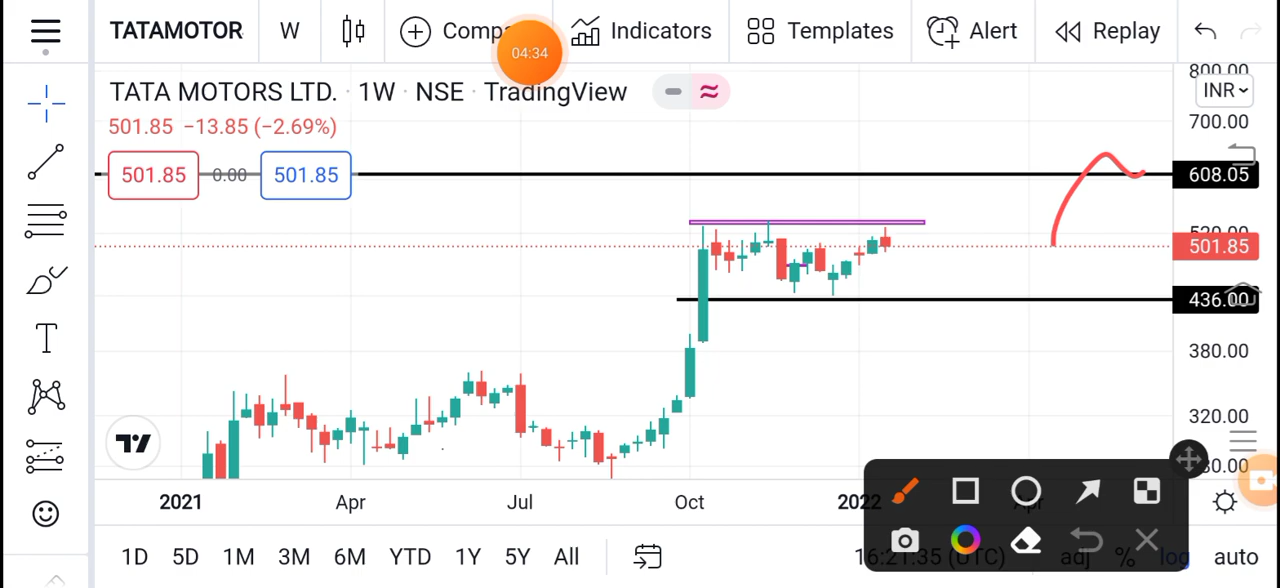 TATAMOTOR W Comp Indicators Templates Alert Replay
04:34
TATA MOTORS LTD. · 1W · NSE · TradingView
INR
501.85 −13.85 (−2.69%)
501.85 0.00 501.85
800.00
700.00
608.05
520.00
501.85
436.00
380.00
320.00
2021 Apr Jul Oct 2022 Apr
1D 5D 1M 3M 6M YTD 1Y 5Y All
16:21:35 (UTC) adj % log auto